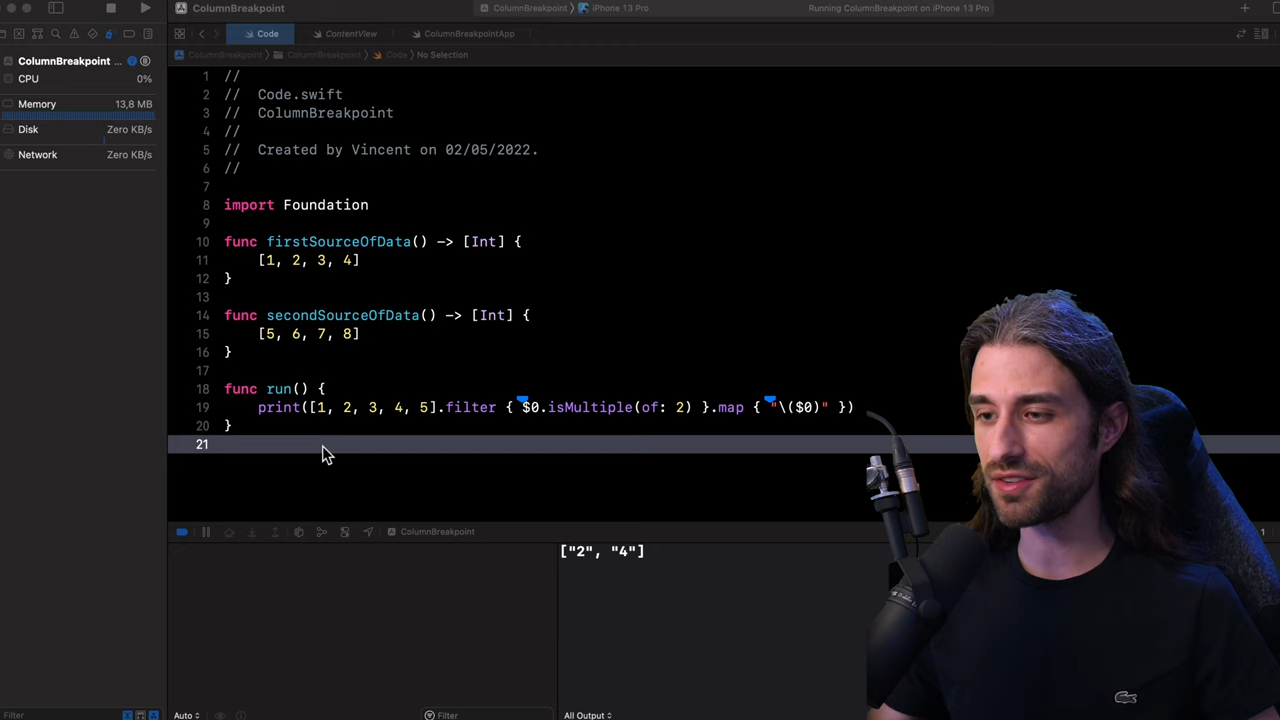 ColumnBreakpoint
ColumnBreakpoint
iPhone 13 Pro
Running ColumnBreakpoint on iPhone 13 Pro
Code
ContentView
ColumnBreakpointApp
ColumnBreakpoint
ColumnBreakpoint
Code
No Selection
ColumnBreakpoint ...
CPU 0%
Memory 13,8 MB
Disk Zero KB/s
Network Zero KB/s
1 //
2 //  Code.swift
3 //  ColumnBreakpoint
4 //
5 //  Created by Vincent on 02/05/2022.
6 //
7
8 import Foundation
9
10 func firstSourceOfData() -> [Int] {
11     [1, 2, 3, 4]
12 }
13
14 func secondSourceOfData() -> [Int] {
15     [5, 6, 7, 8]
16 }
17
18 func run() {
19     print([1, 2, 3, 4, 5].filter { $0.isMultiple(of: 2) }.map { "\($0)" })
20 }
21
ColumnBreakpoint
1
["2", "4"]
Filter
Auto
Filter
All Output